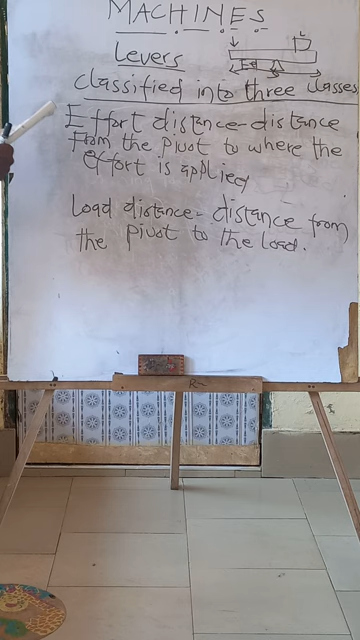 MACHINES
Levers
classified into three classes
Effort distance-distance
from the pivot to where the
effort is applied
Load distance- distance from
the pivot to the load.